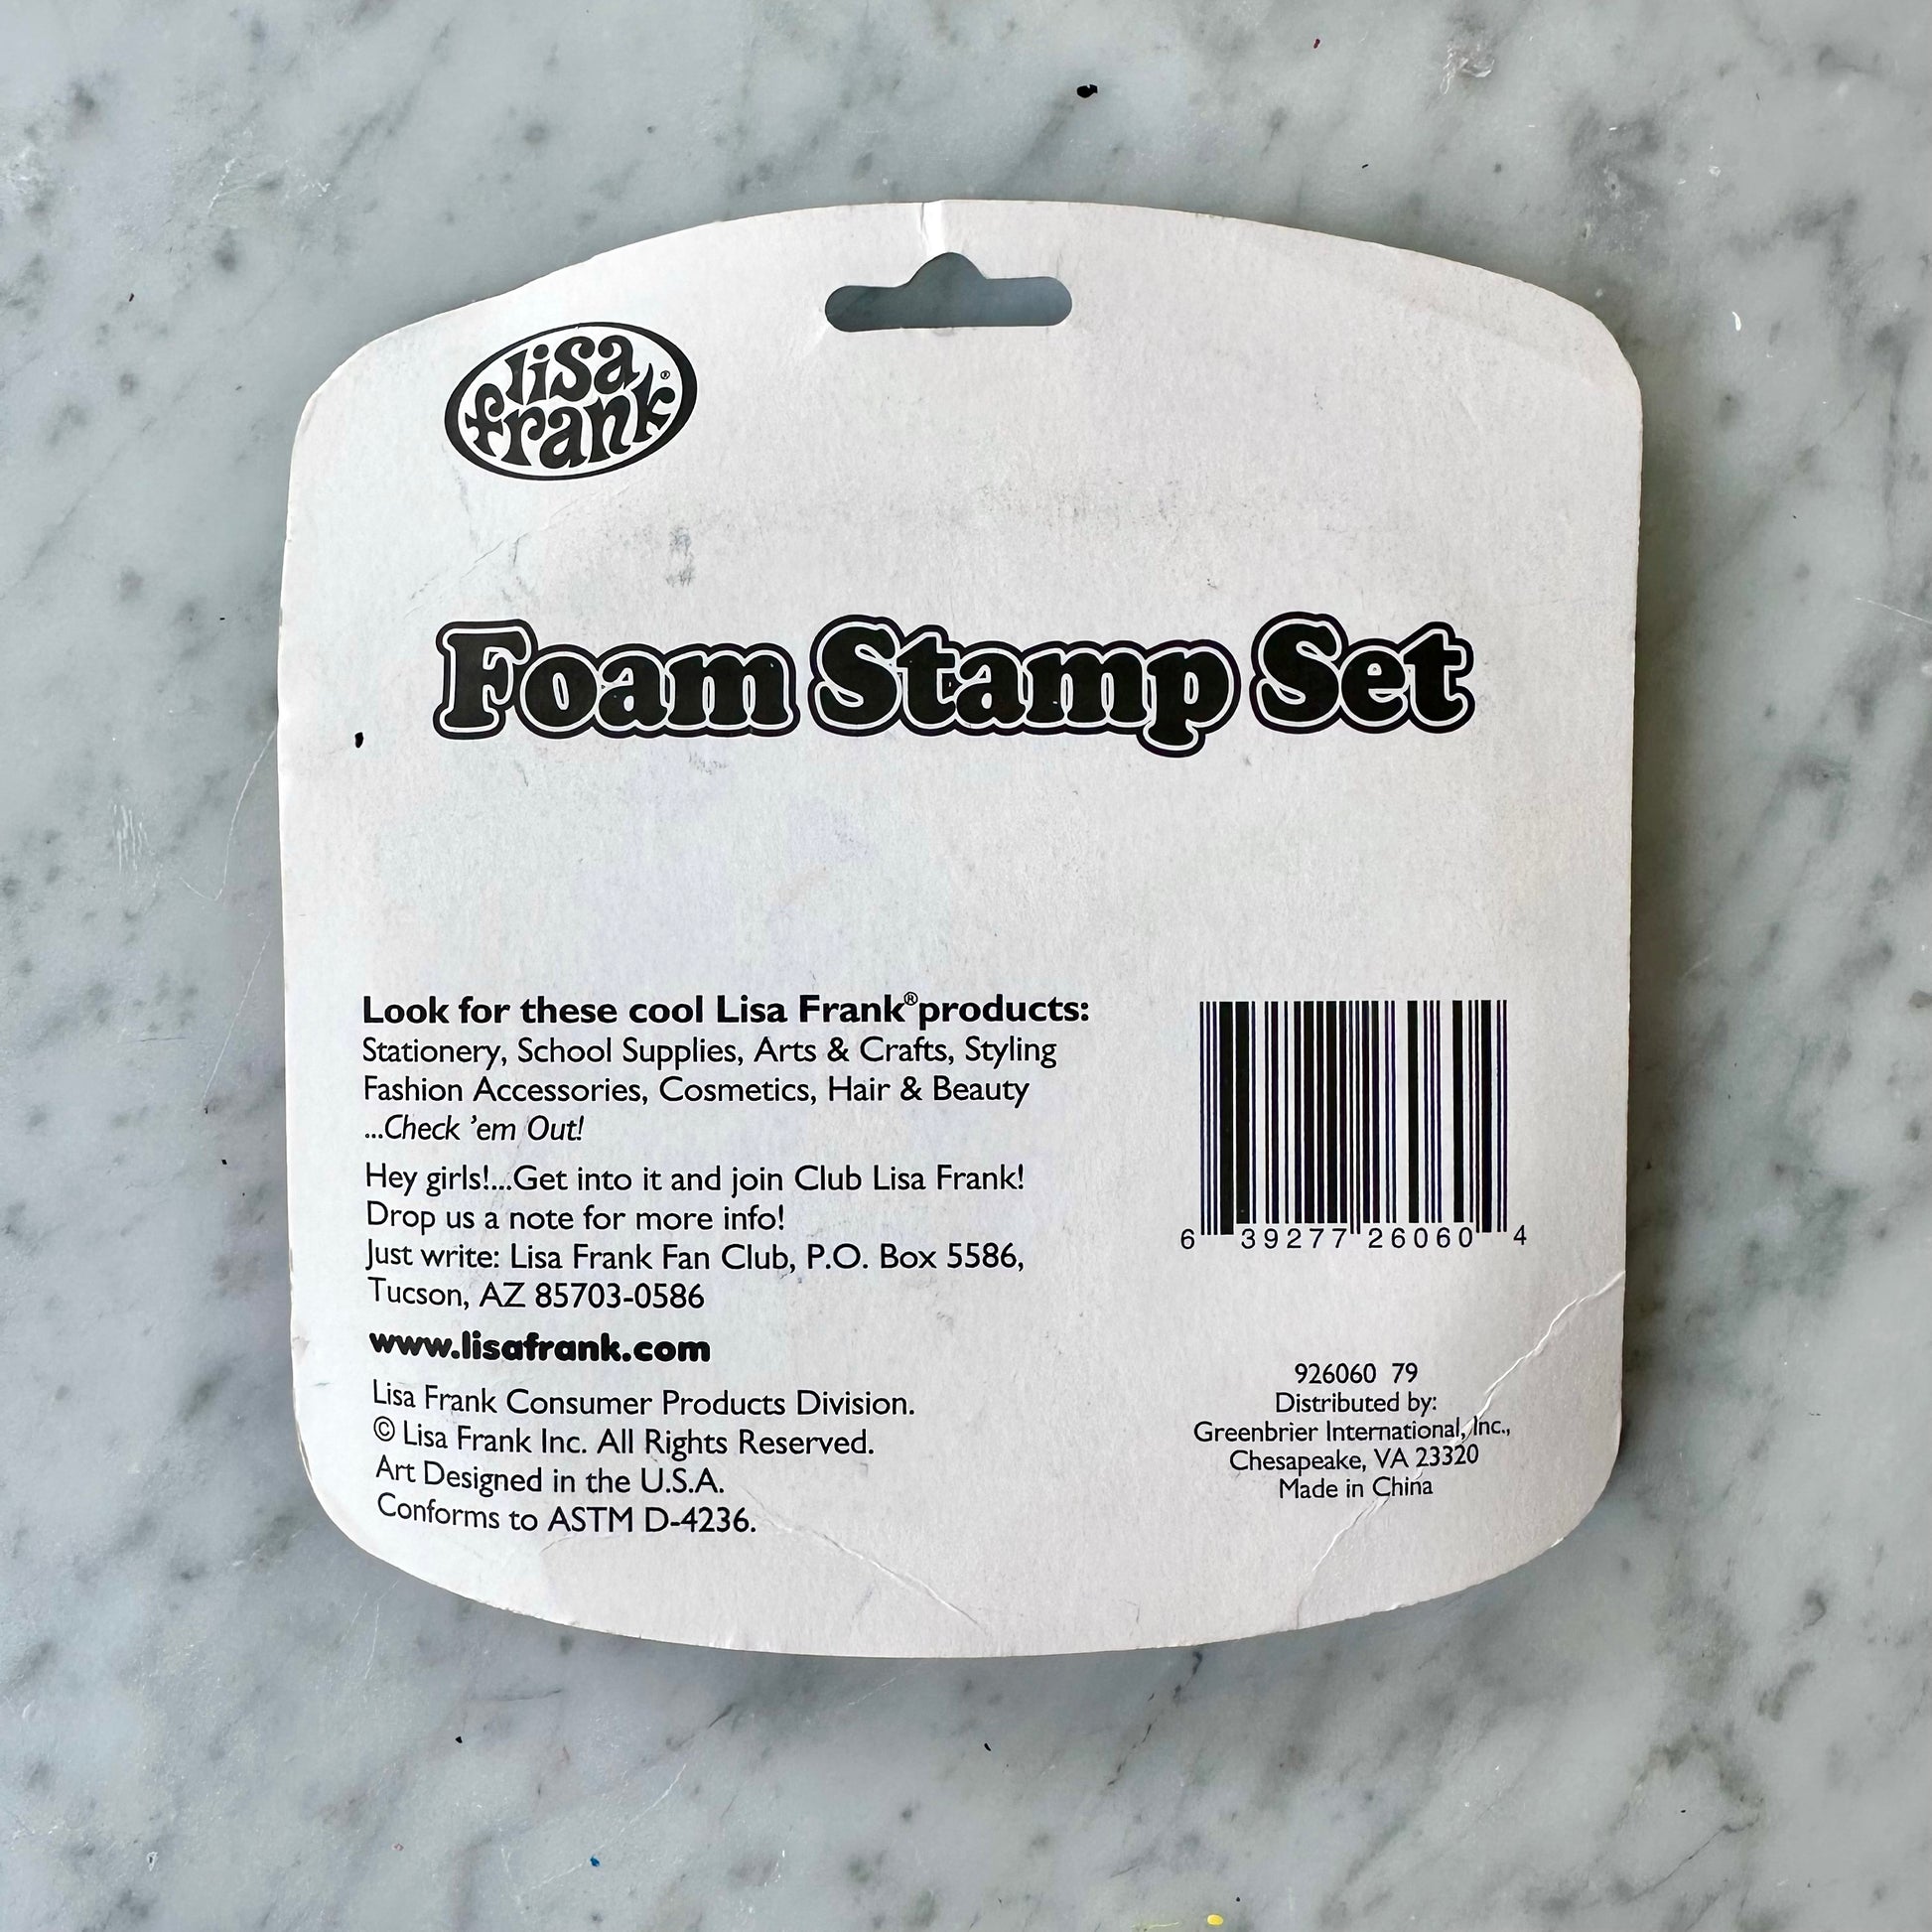 lisa
frank®
Foam Stamp Set
Look for these cool Lisa Frank® products:
Stationery, School Supplies, Arts & Crafts, Styling
Fashion Accessories, Cosmetics, Hair & Beauty
...Check 'em Out!
Hey girls!...Get into it and join Club Lisa Frank!
Drop us a note for more info!
Just write: Lisa Frank Fan Club, P.O. Box 5586,
Tucson, AZ 85703-0586
www.lisafrank.com
Lisa Frank Consumer Products Division.
© Lisa Frank Inc. All Rights Reserved.
Art Designed in the U.S.A.
Conforms to ASTM D-4236.
6 39277 26060 4
926060 79
Distributed by:
Greenbrier International, Inc.,
Chesapeake, VA 23320
Made in China